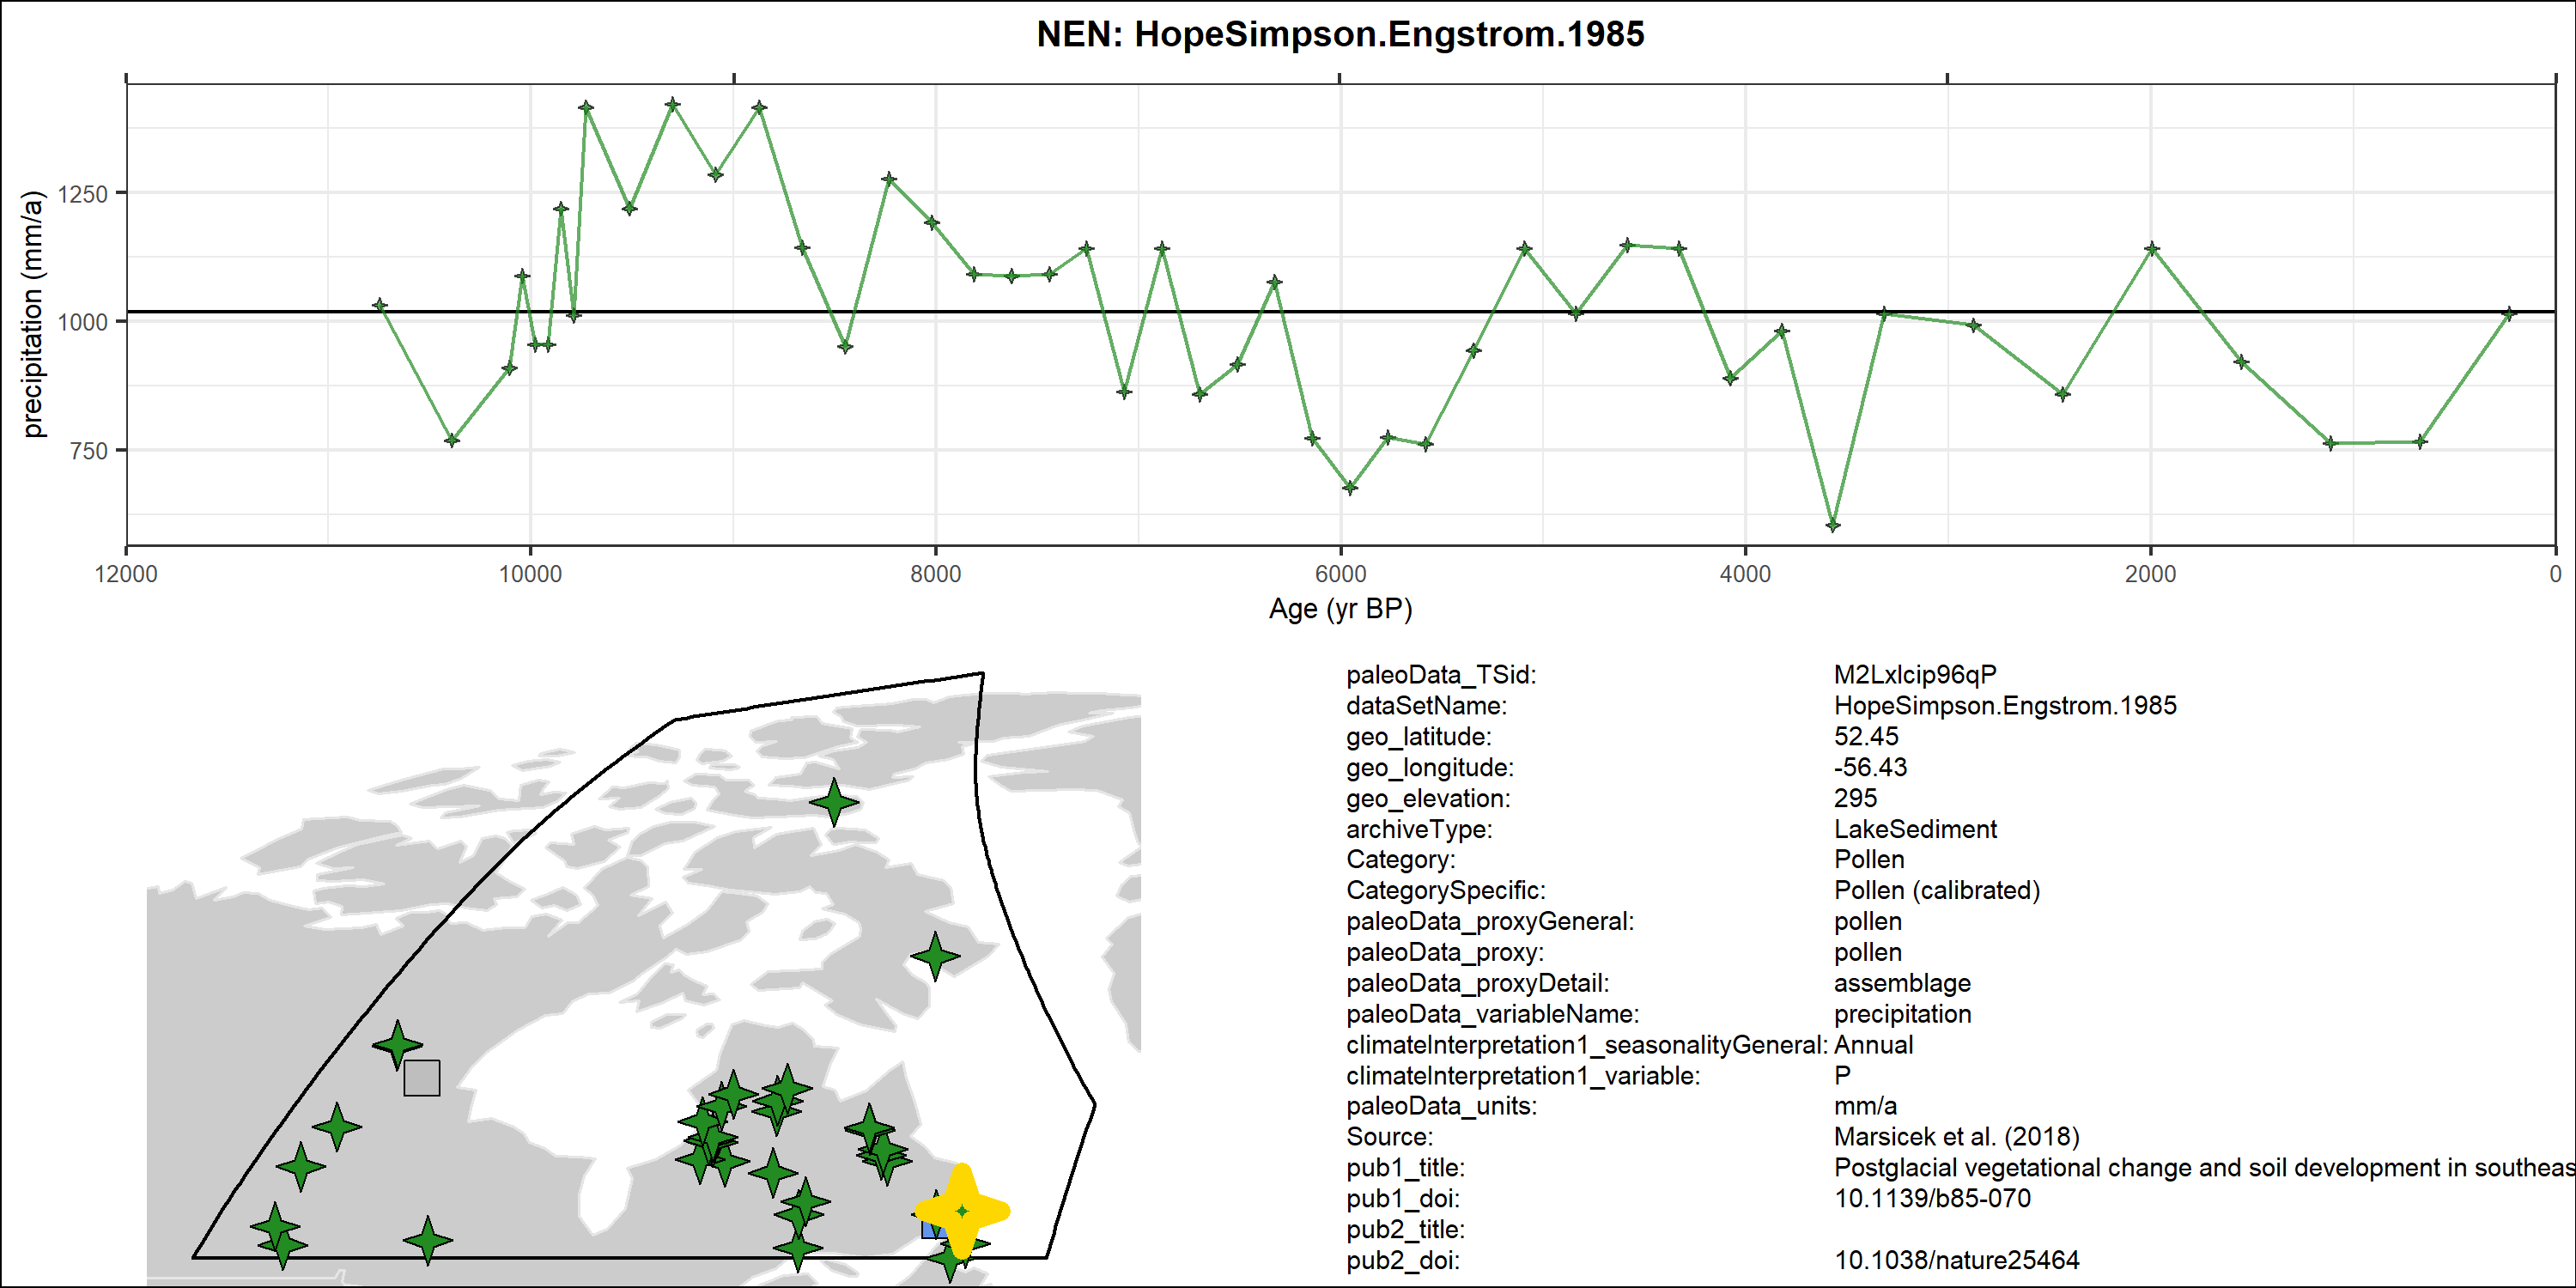 NEN: HopeSimpson.Engstrom.1985
precipitation (mm/a)
1250
1000
750
12000 10000 8000 6000 4000 2000 0
Age (yr BP)
paleoData_TSid: M2Lxlcip96qP
dataSetName: HopeSimpson.Engstrom.1985
geo_latitude: 52.45
geo_longitude: -56.43
geo_elevation: 295
archiveType: LakeSediment
Category: Pollen
CategorySpecific: Pollen (calibrated)
paleoData_proxyGeneral: pollen
paleoData_proxy: pollen
paleoData_proxyDetail: assemblage
paleoData_variableName: precipitation
climateInterpretation1_seasonalityGeneral: Annual
climateInterpretation1_variable: P
paleoData_units: mm/a
Source: Marsicek et al. (2018)
pub1_title: Postglacial vegetational change and soil development in southeas
pub1_doi: 10.1139/b85-070
pub2_title:
pub2_doi: 10.1038/nature25464